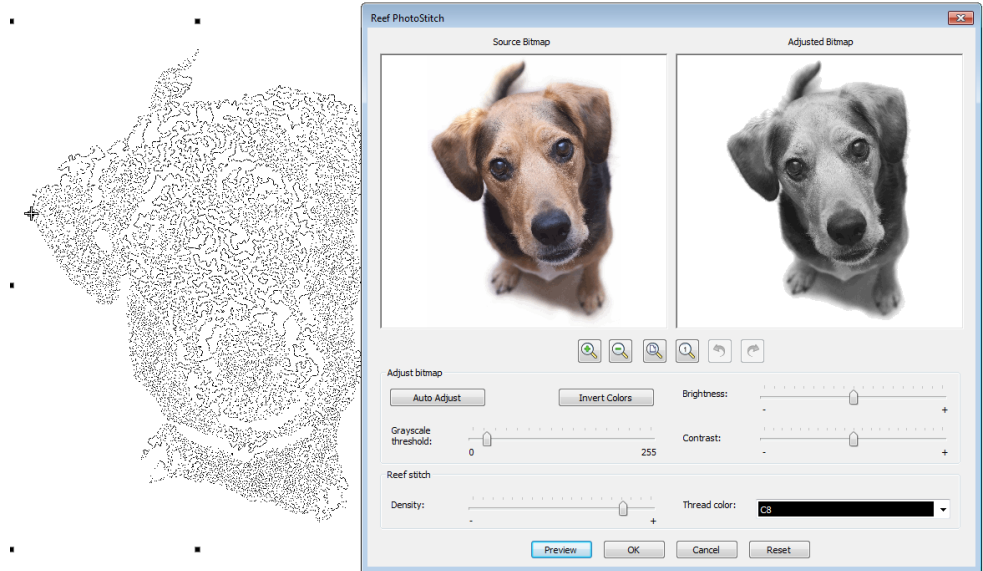 Reef PhotoStitch
Source Bitmap
Adjusted Bitmap
1
Adjust bitmap
Auto Adjust
Invert Colors
Brightness:
-
+
Grayscale
threshold:
0
255
Contrast:
-
+
Reef stitch
Density:
-
+
Thread color:
C8
Preview
OK
Cancel
Reset